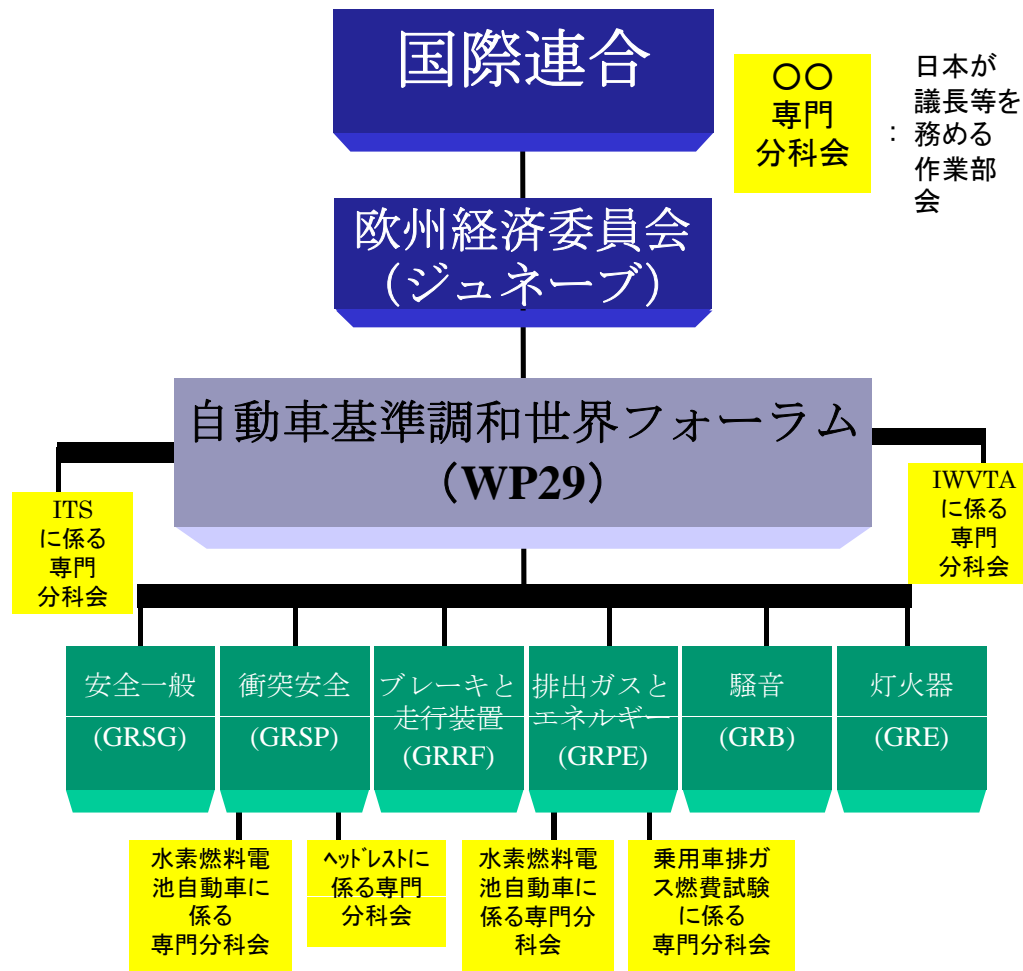 国際連合
〇〇
専門
分科会
:
日本が
議長等を
務める
作業部
会
欧州経済委員会
（ジュネーブ）
自動車基準調和世界フォーラム
（WP29）
ITS
に係る
専門
分科会
IWVTA
に係る
専門
分科会
安全一般
(GRSG)
衝突安全
(GRSP)
ブレーキと
走行装置
(GRRF)
排出ガスと
エネルギー
(GRPE)
騒音
(GRB)
灯火器
(GRE)
水素燃料電
池自動車に
係る
専門分科会
ﾍｯﾄﾞﾚｽﾄに
係る専門
分科会
水素燃料電
池自動車に
係る専門分
科会
乗用車排ガ
ス燃費試験
に係る
専門分科会